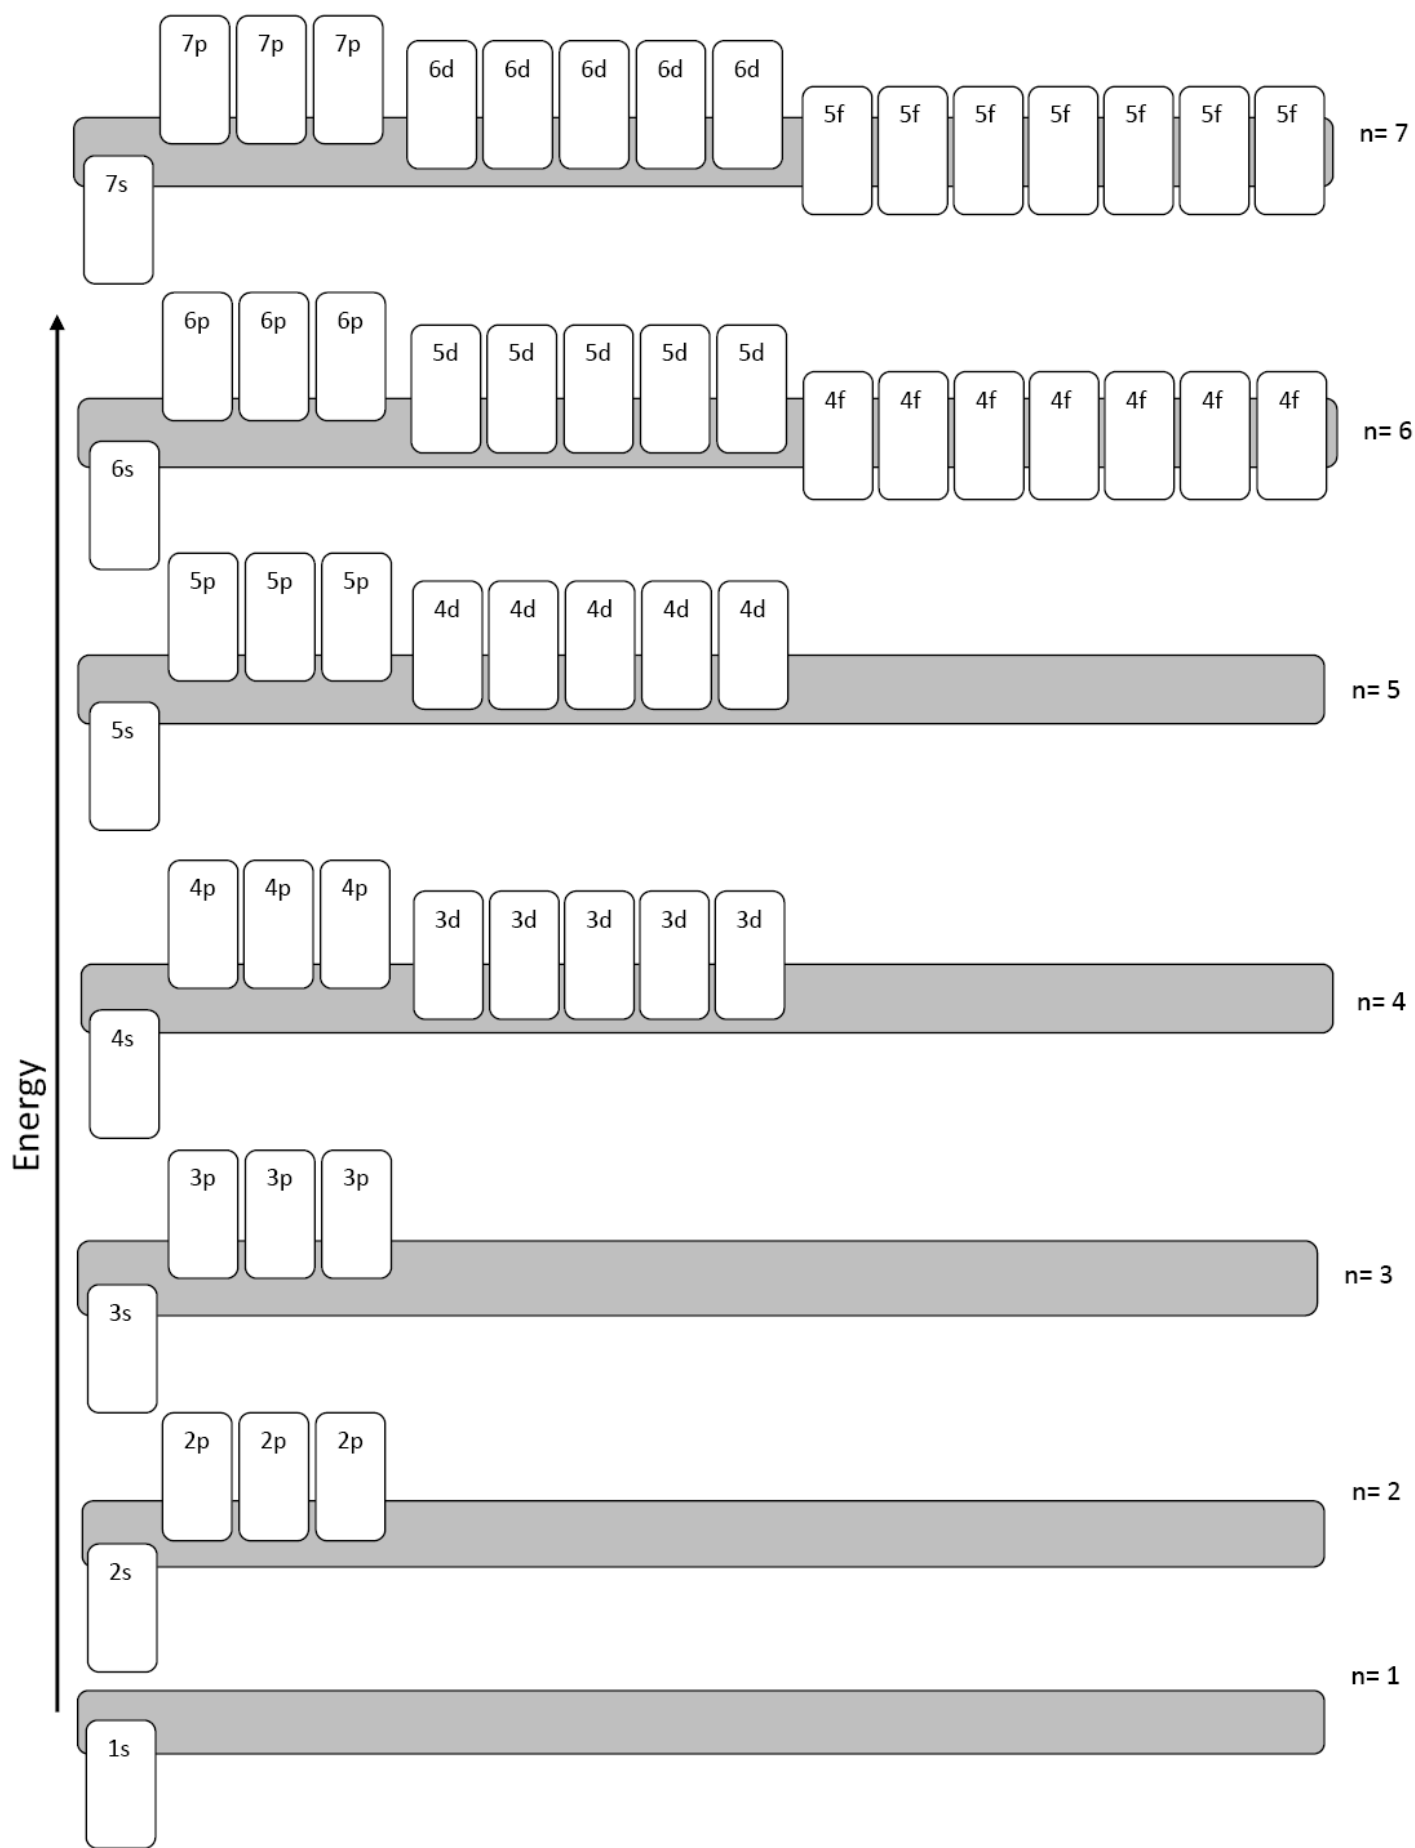 7p 7p 7p
6d 6d 6d 6d 6d
5f 5f 5f 5f 5f 5f 5f
n= 7
7s
6p 6p 6p
5d 5d 5d 5d 5d
4f 4f 4f 4f 4f 4f 4f
n= 6
6s
5p 5p 5p
4d 4d 4d 4d 4d
n= 5
5s
4p 4p 4p
3d 3d 3d 3d 3d
n= 4
4s
Energy
3p 3p 3p
n= 3
3s
2p 2p 2p
n= 2
2s
n= 1
1s